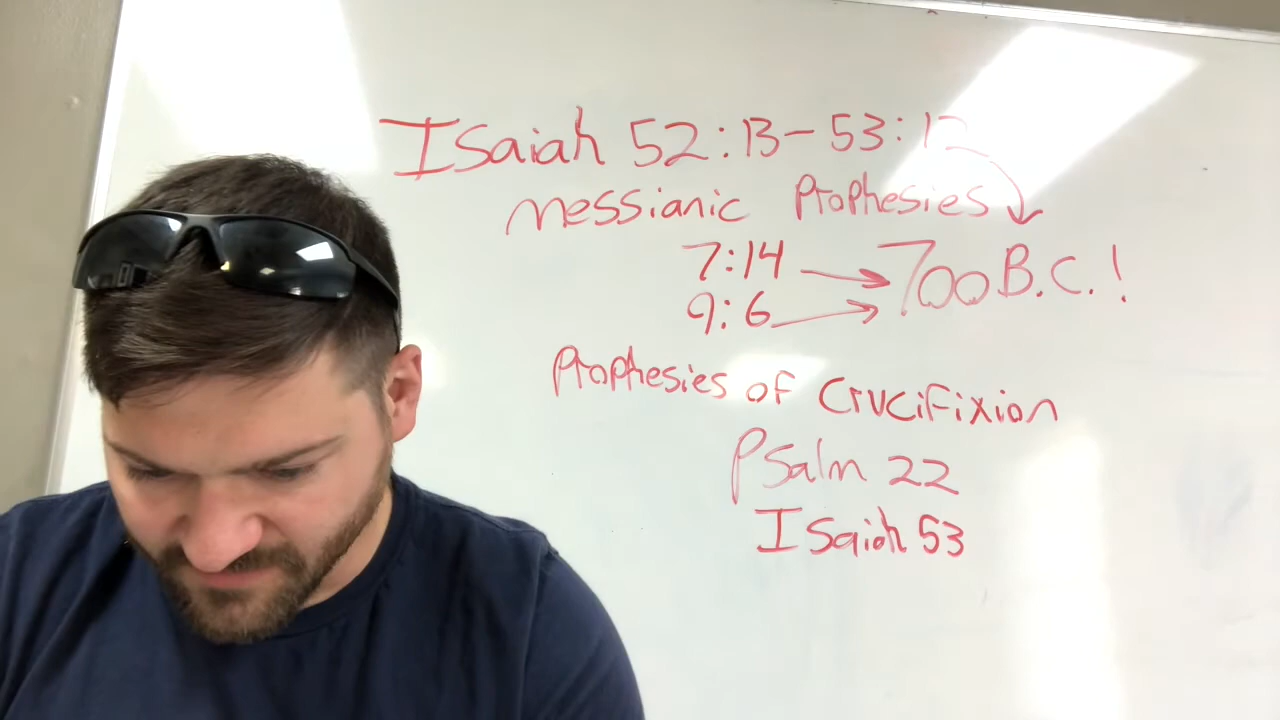 Isaiah 52:13-53:12
messianic Prophesies
7:14 → 700 B.C.!
9:6 →
Prophesies of Crucifixion
Psalm 22
Isaiah 53